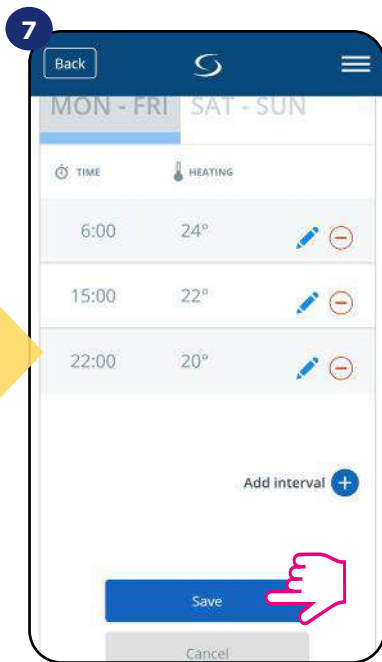 7
Back
MON - FRI SAT - SUN
TIME HEATING
6:00 24°
15:00 22°
22:00 20°
Add interval
Save
Cancel